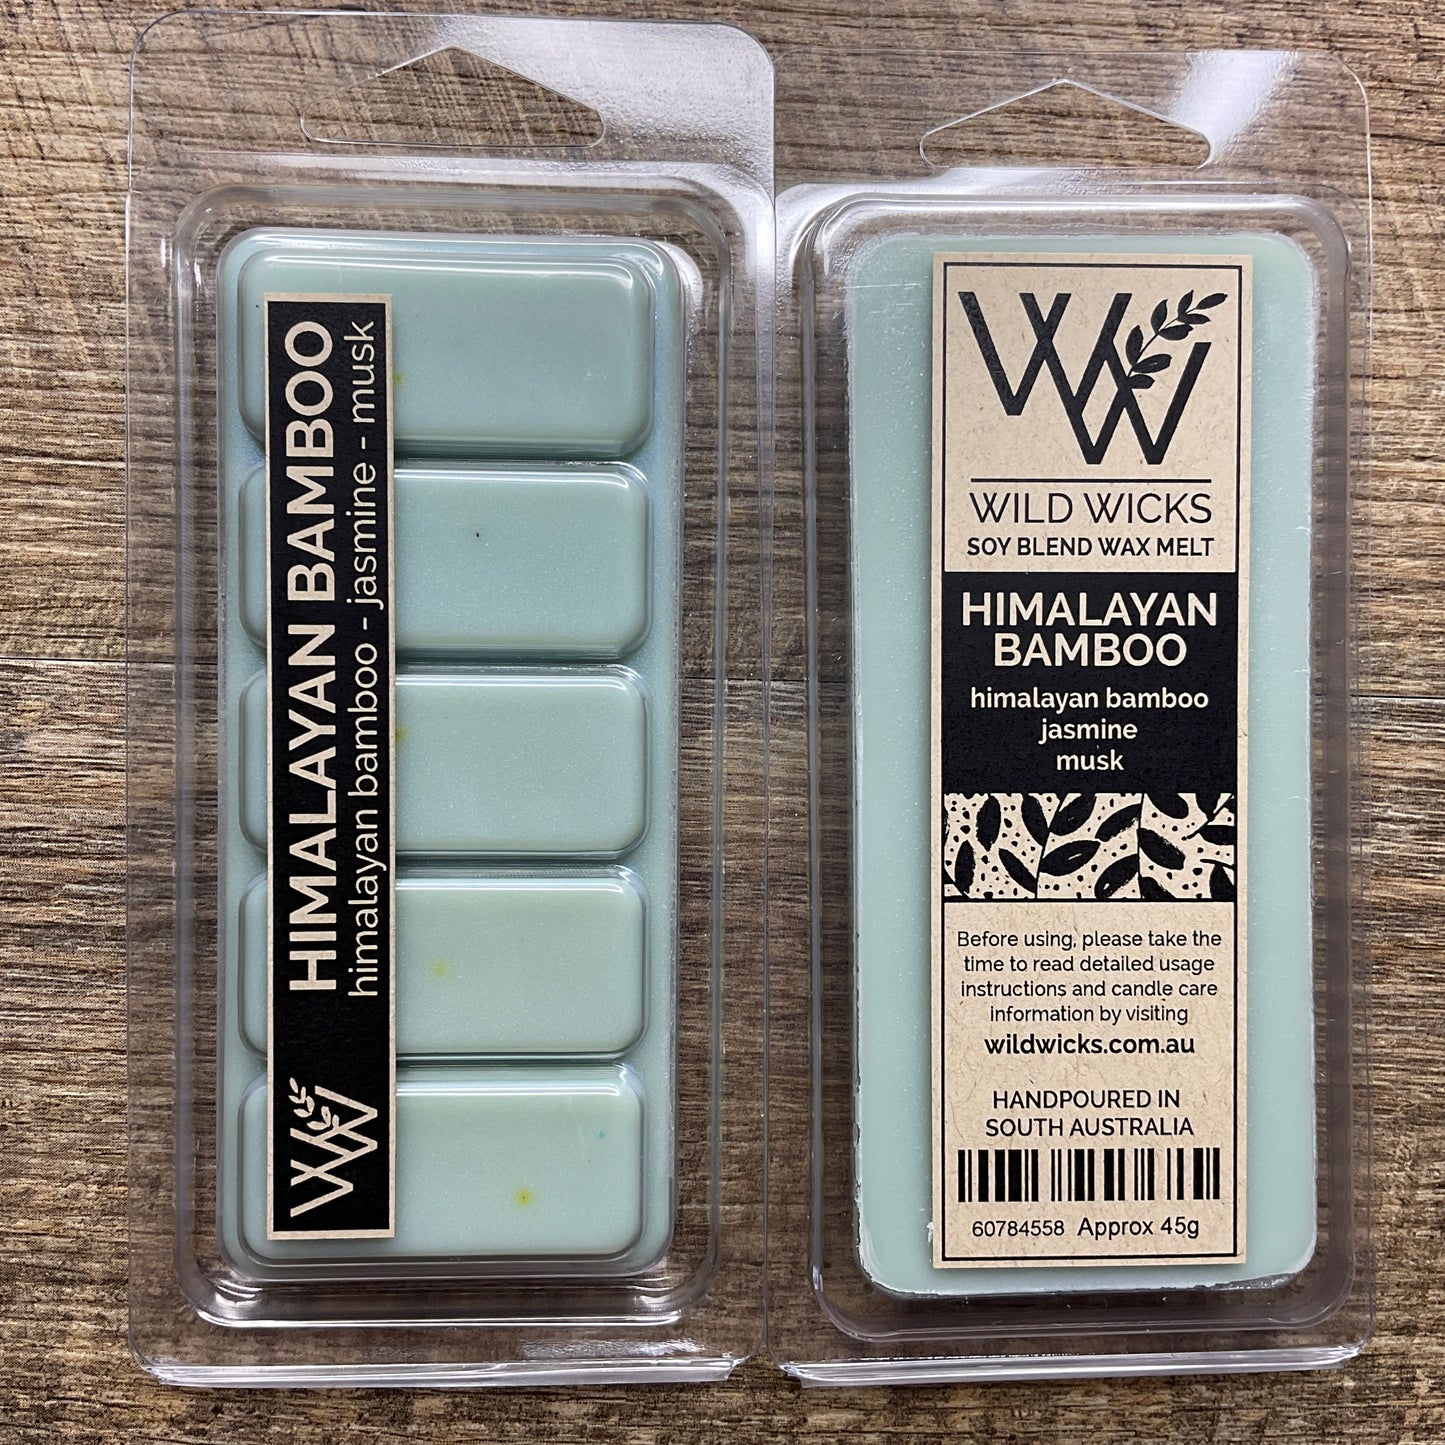 HIMALAYAN BAMBOO
himalayan bamboo - jasmine - musk
WW
WILD WICKS
SOY BLEND WAX MELT
HIMALAYAN
BAMBOO
himalayan bamboo
jasmine
musk
Before using, please take the
time to read detailed usage
instructions and candle care
information by visiting
wildwicks.com.au
HANDPOURED IN
SOUTH AUSTRALIA
60784558 Approx 45g